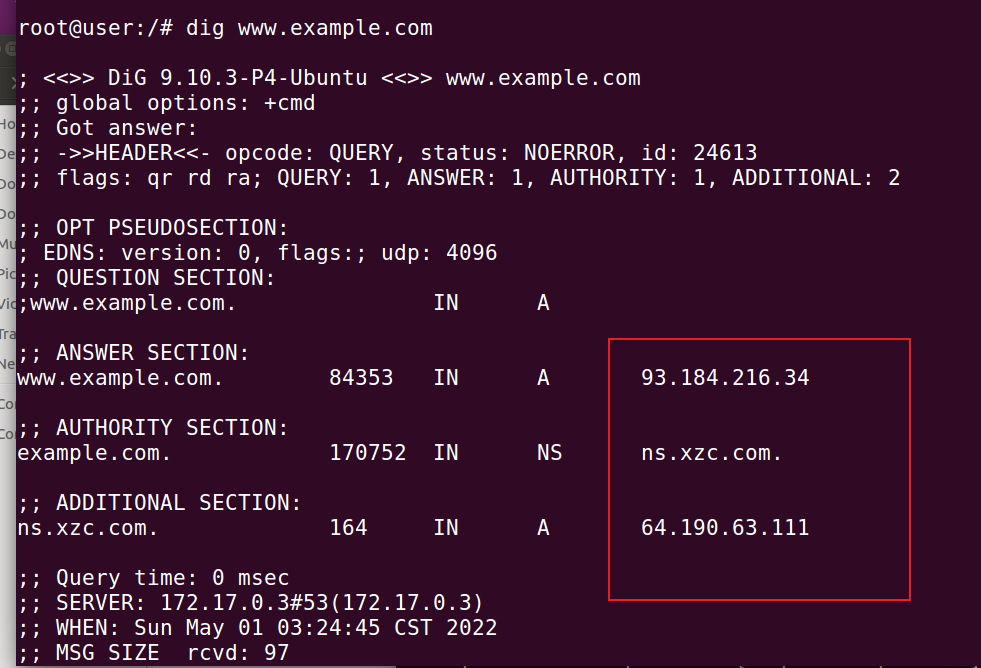 root@user:/# dig www.example.com
; <<>> DiG 9.10.3-P4-Ubuntu <<>> www.example.com
;; global options: +cmd
;; Got answer:
;; ->>HEADER<<- opcode: QUERY, status: NOERROR, id: 24613
;; flags: qr rd ra; QUERY: 1, ANSWER: 1, AUTHORITY: 1, ADDITIONAL: 2
;; OPT PSEUDOSECTION:
; EDNS: version: 0, flags:; udp: 4096
;; QUESTION SECTION:
;www.example.com. IN A
;; ANSWER SECTION:
www.example.com. 84353 IN A 93.184.216.34
;; AUTHORITY SECTION:
example.com. 170752 IN NS ns.xzc.com.
;; ADDITIONAL SECTION:
ns.xzc.com. 164 IN A 64.190.63.111
;; Query time: 0 msec
;; SERVER: 172.17.0.3#53(172.17.0.3)
;; WHEN: Sun May 01 03:24:45 CST 2022
;; MSG SIZE rcvd: 97